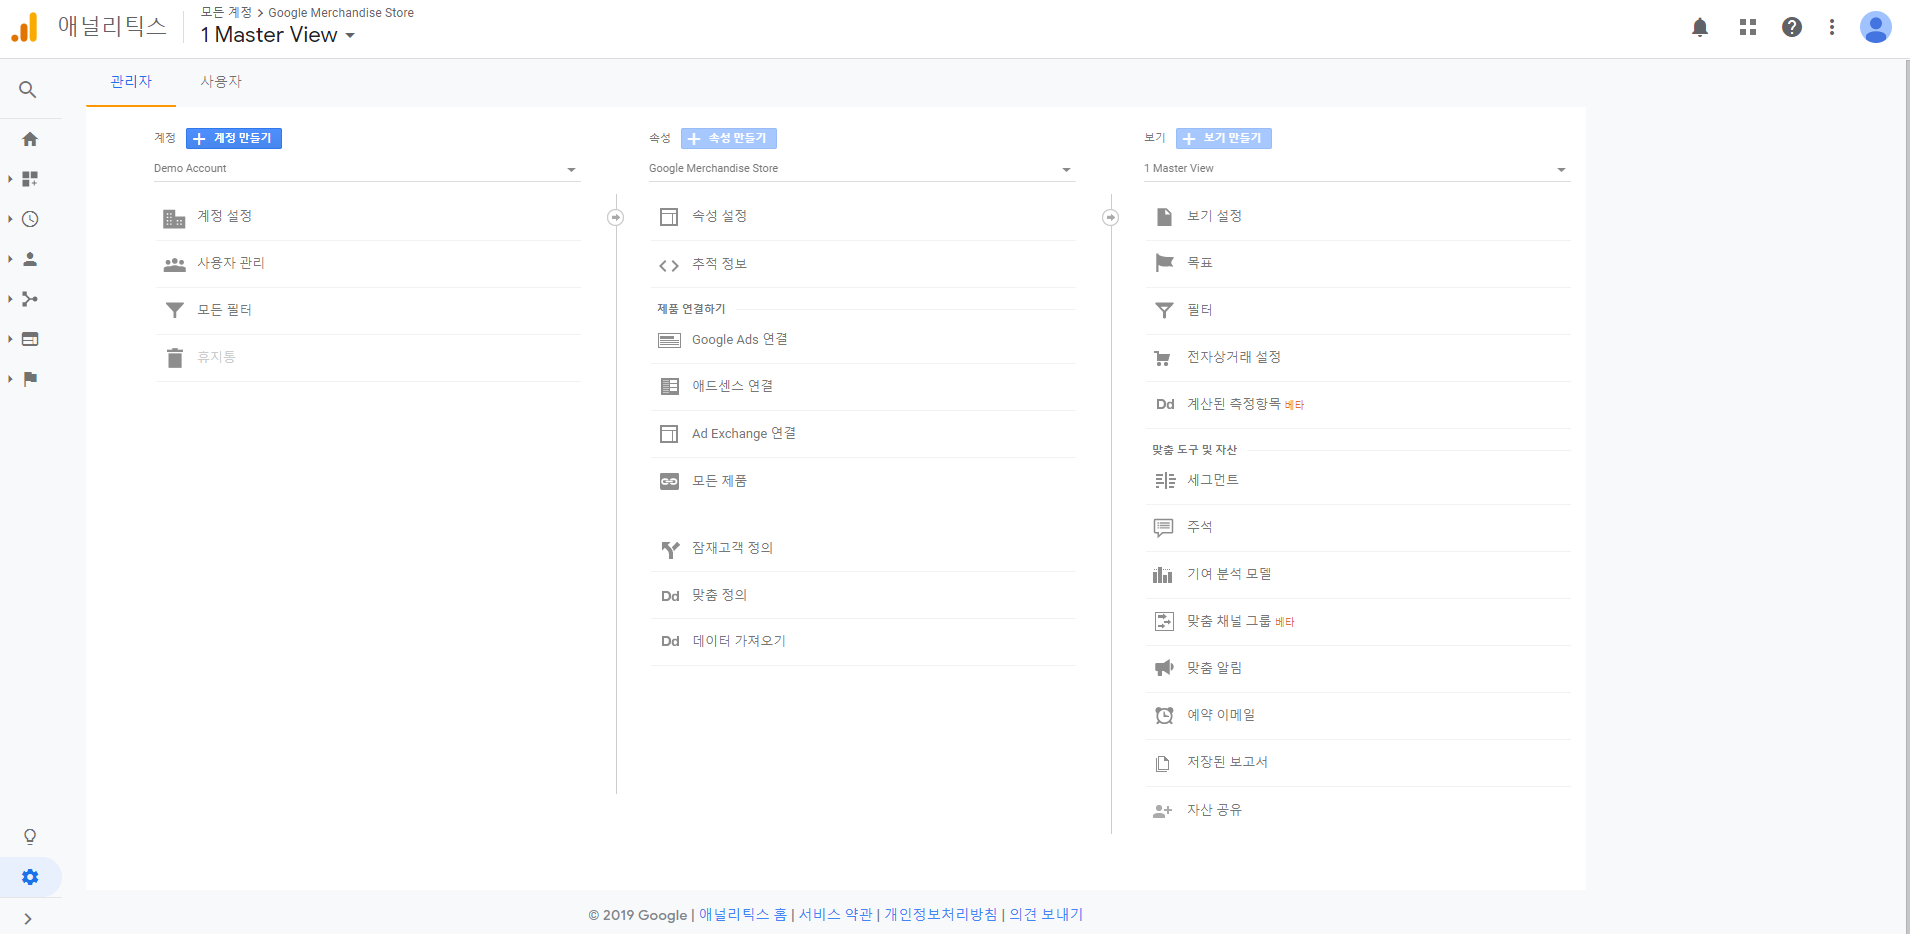 애널리틱스
모든 계정 > Google Merchandise Store
1 Master View
관리자
사용자
계정
+ 계정 만들기
Demo Account
계정 설정
사용자 관리
모든 필터
휴지통
속성
+ 속성 만들기
Google Merchandise Store
속성 설정
<> 추적 정보
제품 연결하기
Google Ads 연결
애드센스 연결
Ad Exchange 연결
모든 제품
잠재고객 정의
Dd 맞춤 정의
Dd 데이터 가져오기
보기
+ 보기 만들기
1 Master View
보기 설정
목표
필터
전자상거래 설정
Dd 계산된 측정항목 베타
맞춤 도구 및 자산
세그먼트
주석
기여 분석 모델
맞춤 채널 그룹 베타
맞춤 알림
예약 이메일
저장된 보고서
자산 공유
© 2019 Google | 애널리틱스 홈 | 서비스 약관 | 개인정보처리방침 | 의견 보내기